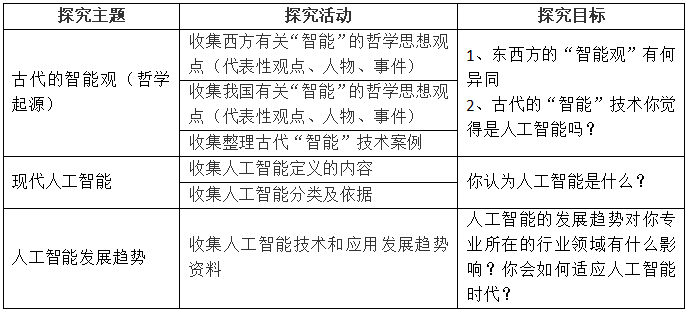 探究主题
探究活动
探究目标
古代的智能观（哲学
起源）
收集西方有关“智能”的哲学思想观
点（代表性观点、人物、事件）
收集我国有关“智能”的哲学思想观
点（代表性观点、人物、事件）
收集整理古代“智能”技术案例
1、东西方的“智能观”有何
异同
2、古代的“智能”技术你觉
得是人工智能吗？
现代人工智能
收集人工智能定义的内容
收集人工智能分类及依据
你认为人工智能是什么？
人工智能发展趋势
收集人工智能技术和应用发展趋势
资料
人工智能的发展趋势对你专
业所在的行业领域有什么影
响？你会如何适应人工智能
时代？